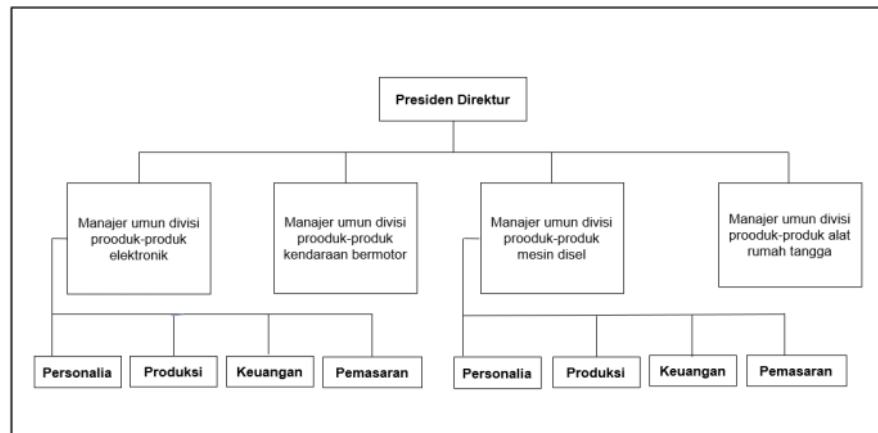 Presiden Direktur
Manajer umun divisi
prooduk-produk
elektronik
Manajer umun divisi
prooduk-produk
kendaraan bermotor
Manajer umun divisi
prooduk-produk
mesin disel
Manajer umun divisi
prooduk-produk alat
rumah tangga
Personalia
Produksi
Keuangan
Pemasaran
Personalia
Produksi
Keuangan
Pemasaran